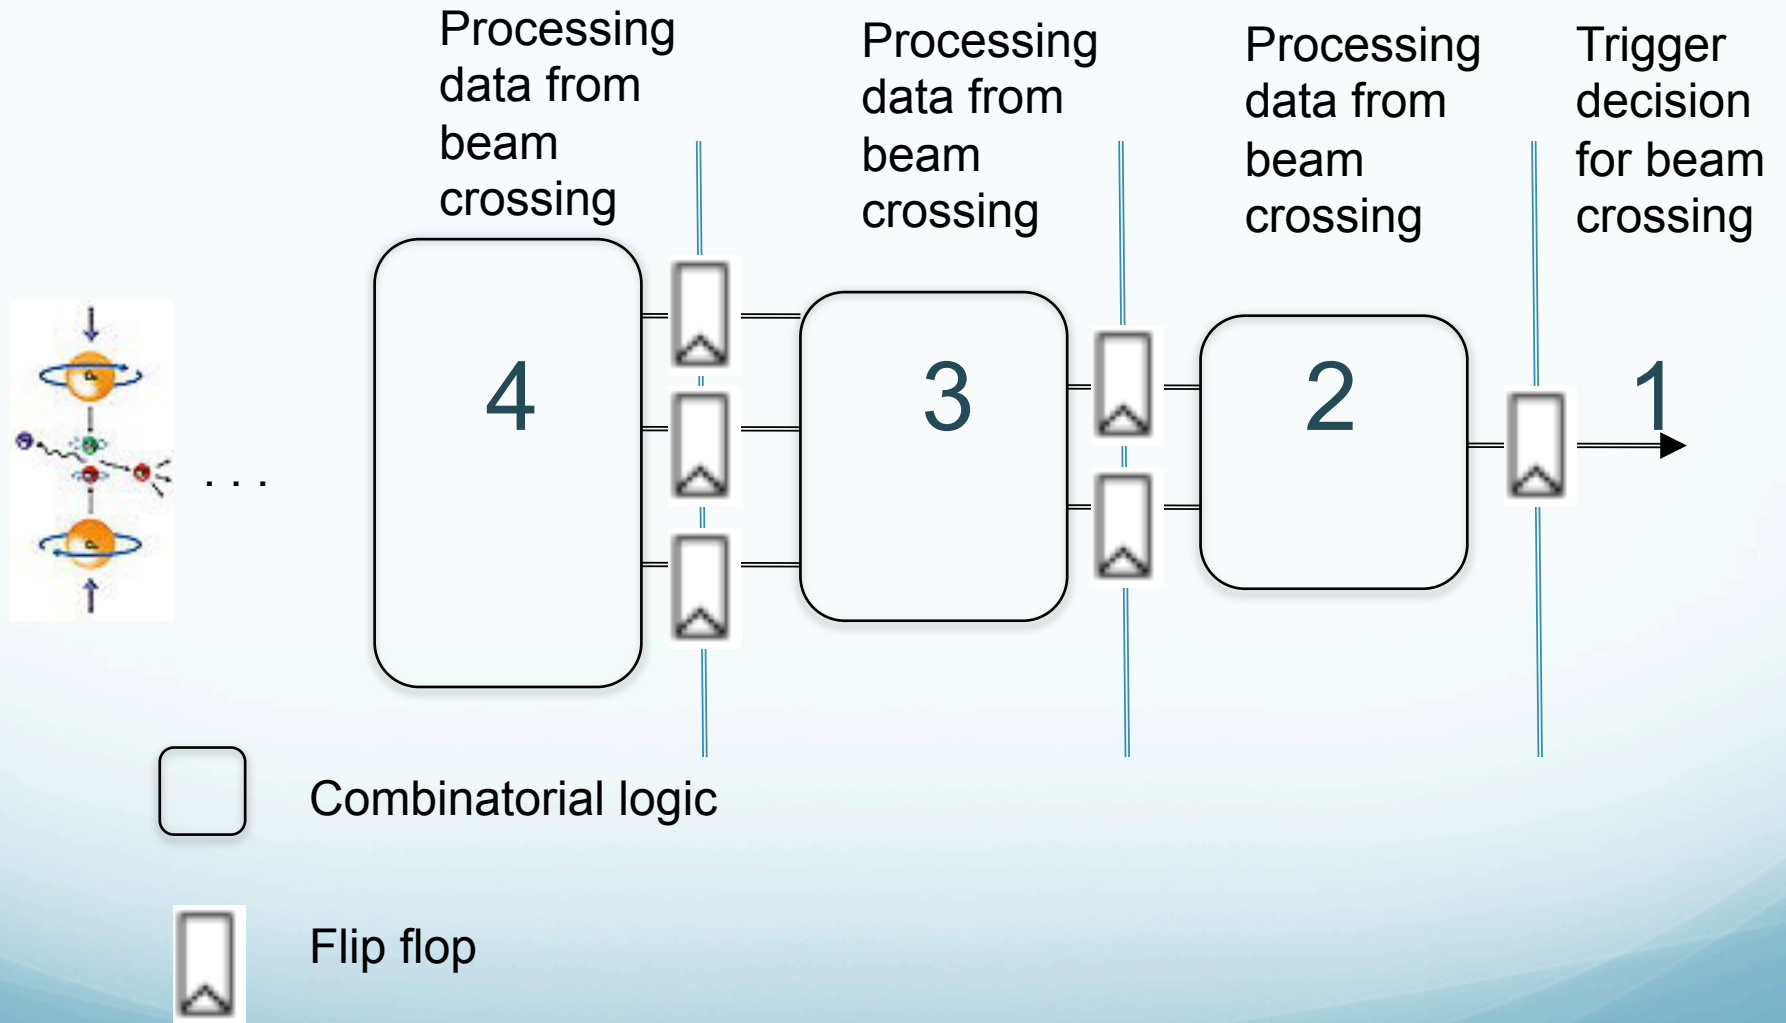 Processing
data from
beam
crossing
Processing
data from
beam
crossing
Processing
data from
beam
crossing
Trigger
decision
for beam
crossing
4
3
2
1
. . .
Combinatorial logic
Flip flop